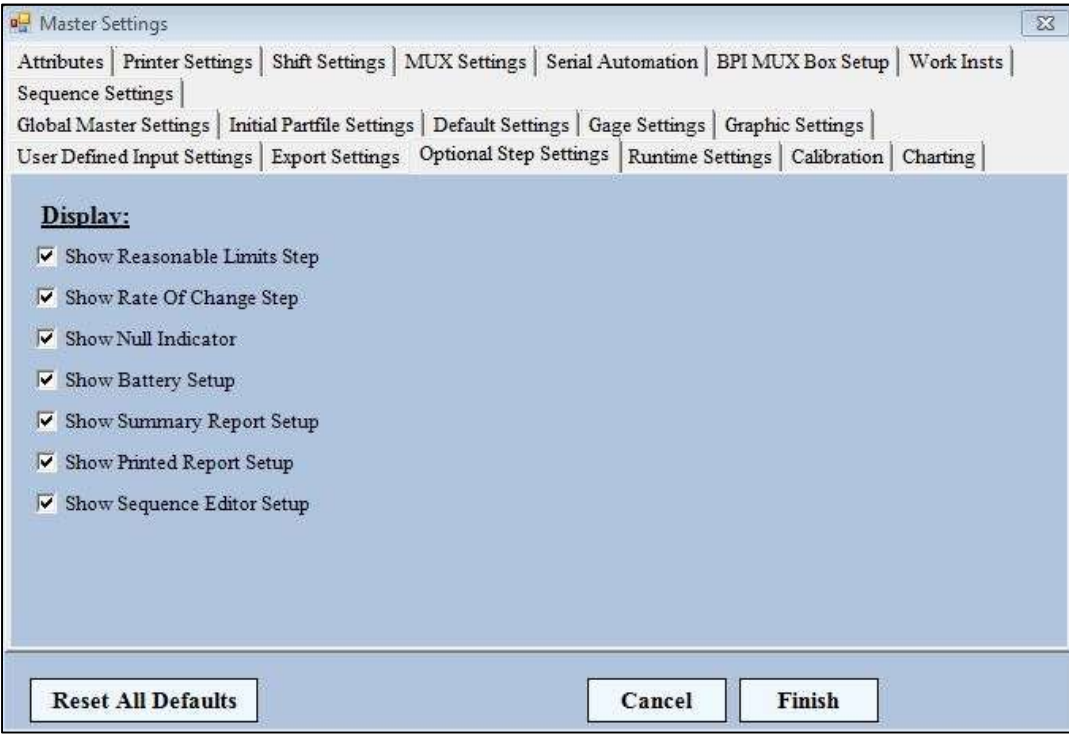 Master Settings
Attributes Printer Settings Shift Settings MUX Settings Serial Automation BPI MUX Box Setup Work Insts
Sequence Settings
Global Master Settings Initial Partfile Settings Default Settings Gage Settings Graphic Settings
User Defined Input Settings Export Settings Optional Step Settings Runtime Settings Calibration Charting
Display:
Show Reasonable Limits Step
Show Rate Of Change Step
Show Null Indicator
Show Battery Setup
Show Summary Report Setup
Show Printed Report Setup
Show Sequence Editor Setup
Reset All Defaults Cancel Finish